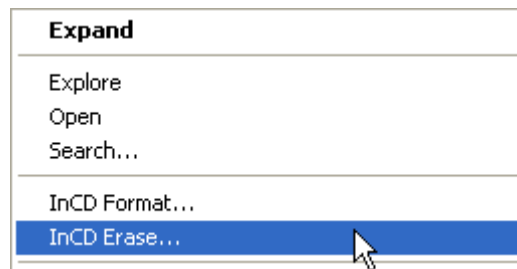 Expand
Explore
Open
Search...
InCD Format...
InCD Erase...